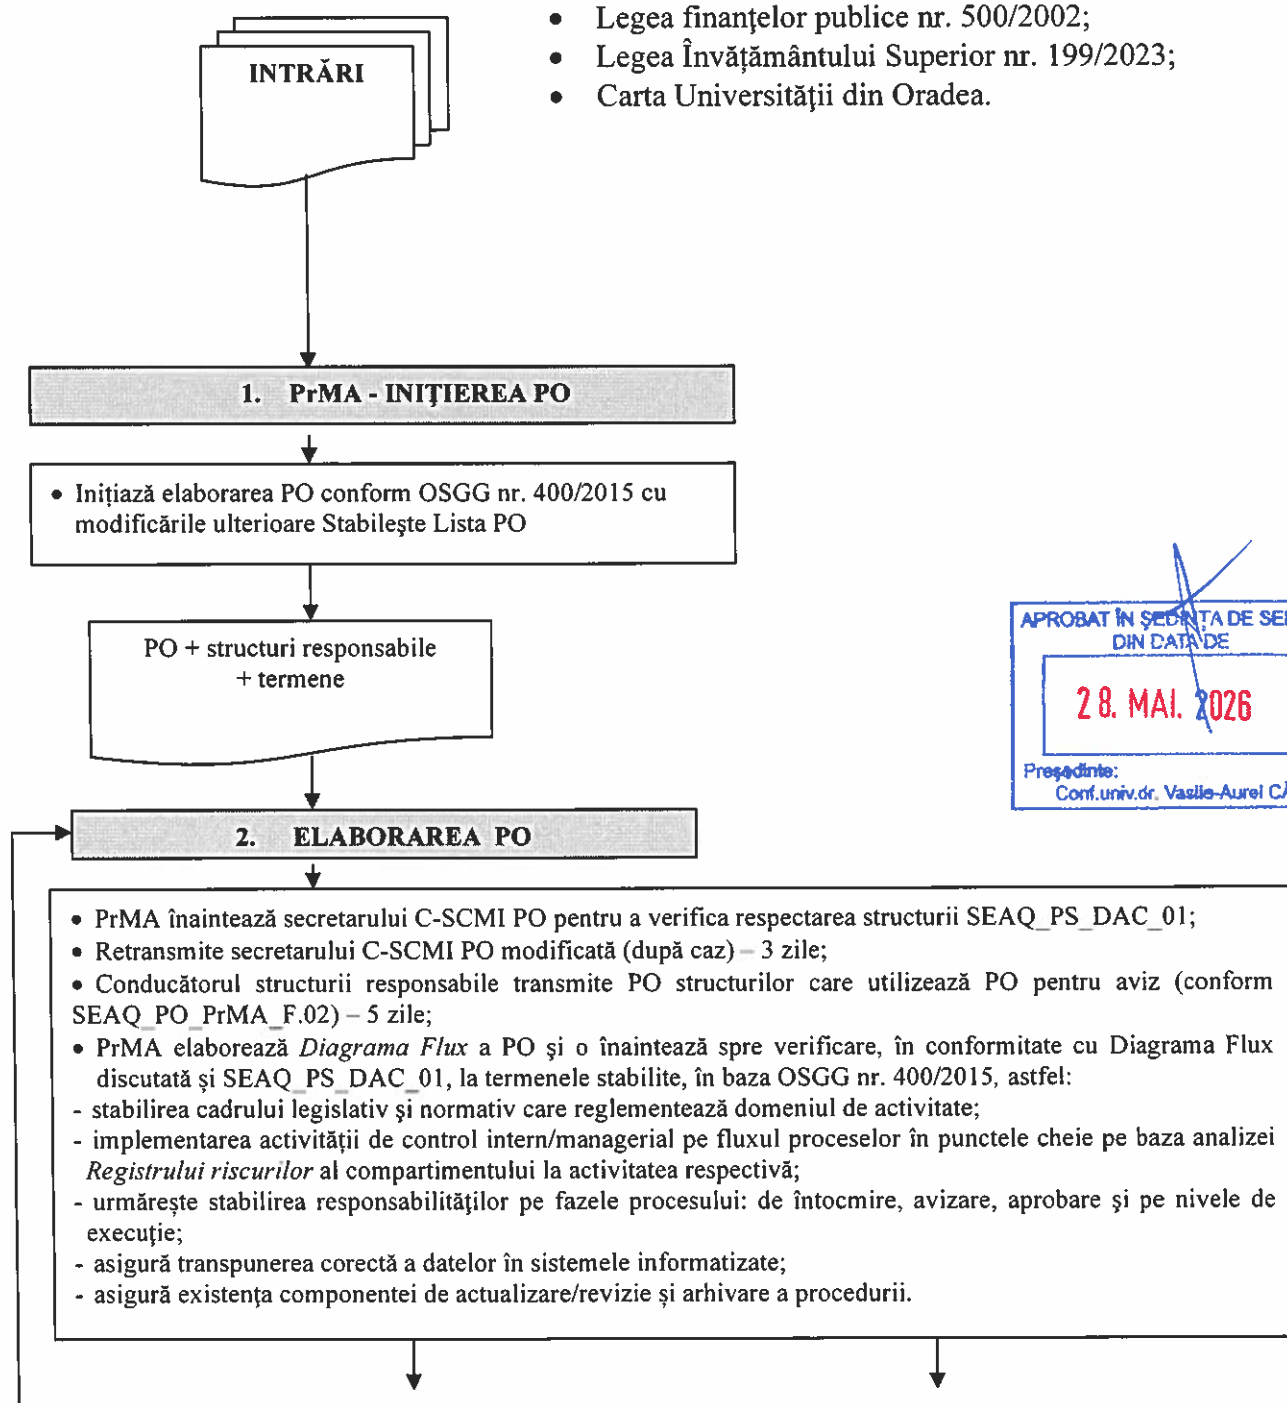 • Legea finanţelor publice nr. 500/2002;
• Legea Învăţământului Superior nr. 199/2023;
• Carta Universităţii din Oradea.
INTRĂRI
1. PrMA - INIŢIEREA PO
• Iniţiază elaborarea PO conform OSGG nr. 400/2015 cu
modificările ulterioare Stabileşte Lista PO
PO + structuri responsabile
+ termene
APROBAT ÎN ŞEDINŢA DE
DIN DATA DE
28. MAI. 2026
Preşedinte:
Conf.univ.dr. Vasile-Aurel
2. ELABORAREA PO
• PrMA înaintează secretarului C-SCMI PO pentru a verifica respectarea structurii SEAQ_PS_DAC_01;
• Retransmite secretarului C-SCMI PO modificată (după caz) – 3 zile;
• Conducătorul structurii responsabile transmite PO structurilor care utilizează PO pentru aviz (conform
SEAQ_PO_PrMA_F.02) – 5 zile;
• PrMA elaborează Diagrama Flux a PO şi o înaintează spre verificare, în conformitate cu Diagrama Flux
discutată şi SEAQ_PS_DAC_01, la termenele stabilite, în baza OSGG nr. 400/2015, astfel:
- stabilirea cadrului legislativ şi normativ care reglementează domeniul de activitate;
- implementarea activităţii de control intern/managerial pe fluxul proceselor în punctele cheie pe baza analizei
Registrului riscurilor al compartimentului la activitatea respectivă;
- urmăreşte stabilirea responsabilităţilor pe fazele procesului: de întocmire, avizare, aprobare şi pe nivele de
execuţie;
- asigură transpunerea corectă a datelor în sistemele informatizate;
- asigură existenţa componentei de actualizare/revizie şi arhivare a procedurii.